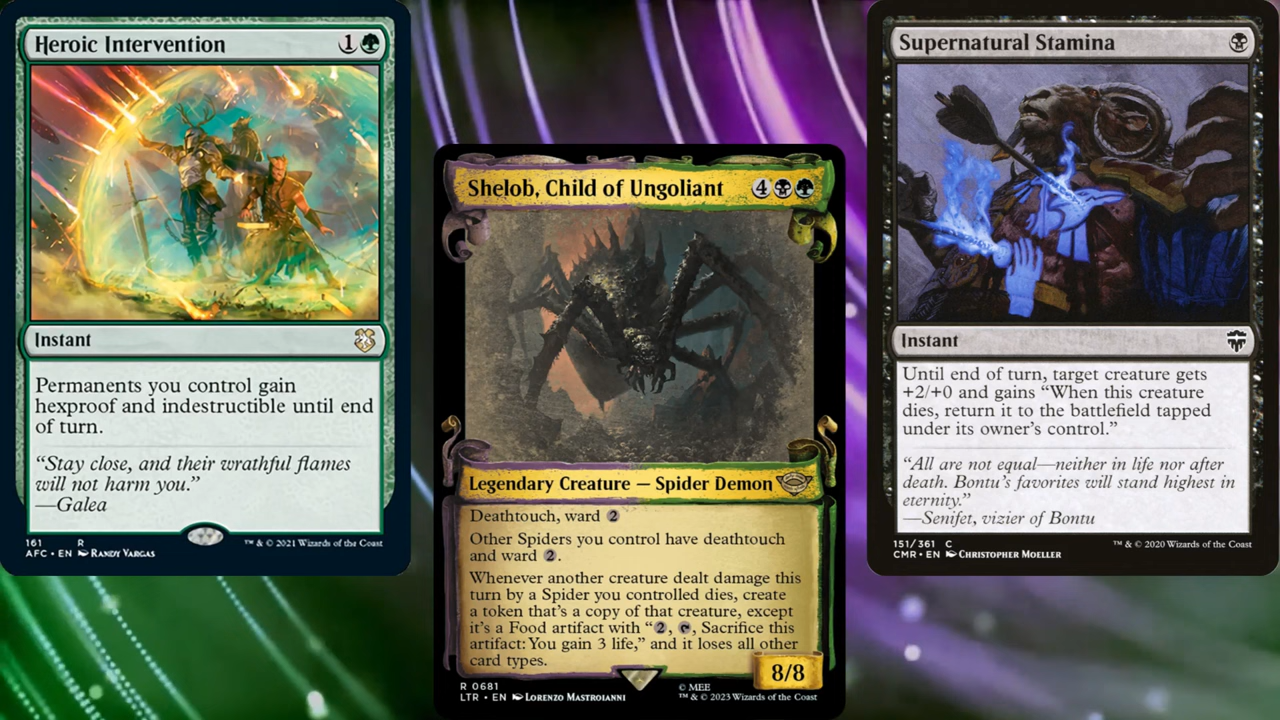 Heroic Intervention 1
Instant
Permanents you control gain
hexproof and indestructible until end
of turn.
“Stay close, and their wrathful flames
will not harm you.”
—Galea
161 R
AFC • EN Randy Vargas
™ & © 2021 Wizards of the Coast
Shelob, Child of Ungoliant 4
Legendary Creature — Spider Demon
Deathtouch, ward 2
Other Spiders you control have deathtouch
and ward 2.
Whenever another creature dealt damage this
turn by a Spider you controlled dies, create
a token that’s a copy of that creature, except
it’s a Food artifact with “2, , Sacrifice this
artifact: You gain 3 life,” and it loses all other
card types.
8/8
R 0681
LTR • EN Lorenzo Mastroianni
© MEE
™ & © 2023 Wizards of the Coast
Supernatural Stamina
Instant
Until end of turn, target creature gets
+2/+0 and gains “When this creature
dies, return it to the battlefield tapped
under its owner’s control.”
“All are not equal—neither in life nor after
death. Bontu’s favorites will stand highest in
eternity.”
—Senifet, vizier of Bontu
151/361 C
CMR • EN Christopher Moeller
™ & © 2020 Wizards of the Coast